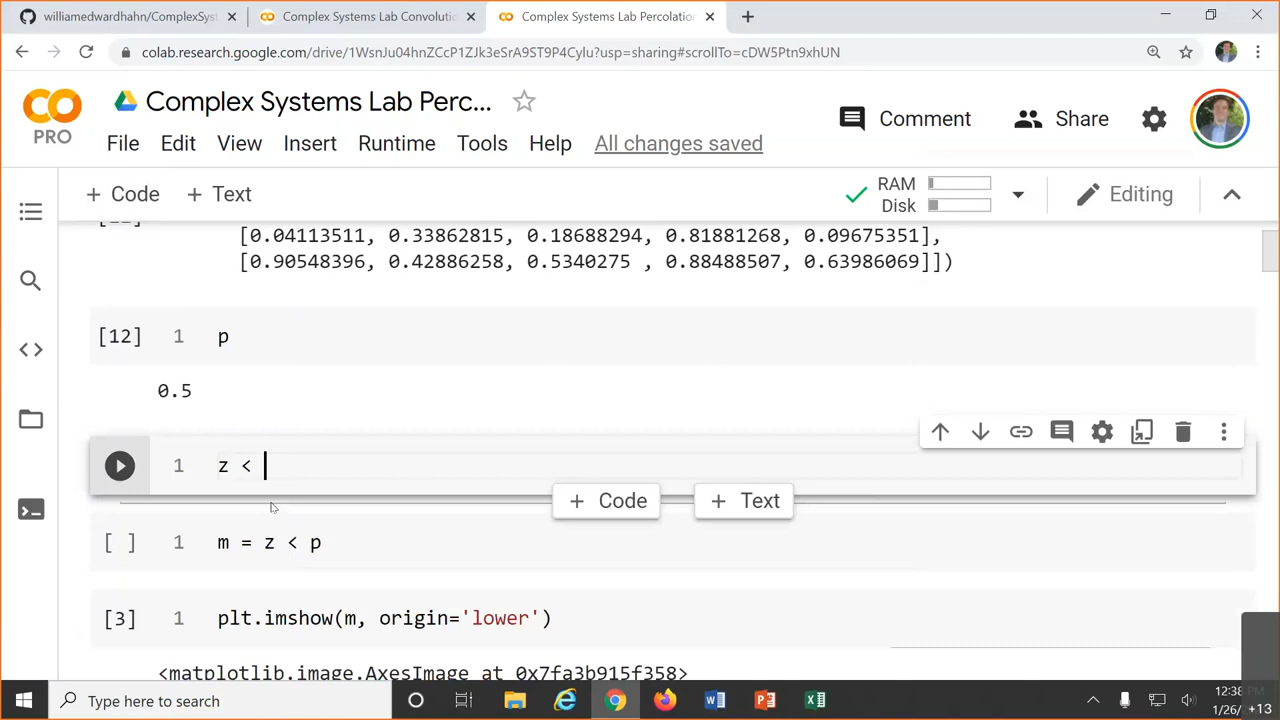 williamedwardhahn/ComplexSys
Complex Systems Lab Convolutio
Complex Systems Lab Percolation
colab.research.google.com/drive/1WsnJu04hnZCcP1ZJk3eSrA9ST9P4Cylu?usp=sharing#scrollTo=cDW5Ptn9xhUN
PRO
Complex Systems Lab Perc...
Comment
Share
File Edit View Insert Runtime Tools Help All changes saved
+ Code + Text
RAM
Disk
Editing
[0.04113511, 0.33862815, 0.18688294, 0.81881268, 0.09675351],
[0.90548396, 0.42886258, 0.5340275 , 0.88488507, 0.63986069]])
[12] 1 p
0.5
1 z <
+ Code + Text
[ ] 1 m = z < p
[3] 1 plt.imshow(m, origin='lower')
<matplotlib.image.AxesImage at 0x7fa3b915f358>
Type here to search
12:38 PM
1/26/
+13